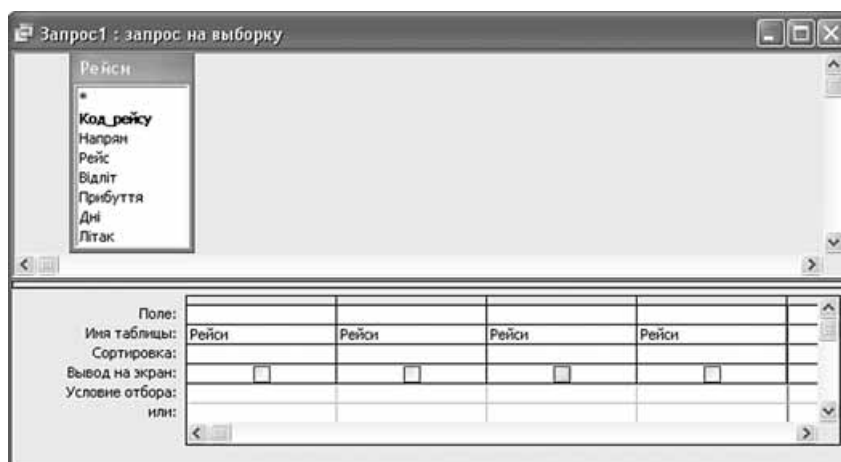 Запрос1 : запрос на выборку
Рейси
*
Код_рейсу
Напрям
Рейс
Відліт
Прибуття
Дні
Літак
Поле:
Имя таблицы: Рейси Рейси Рейси Рейси
Сортировка:
Вывод на экран:
Условие отбора:
или: